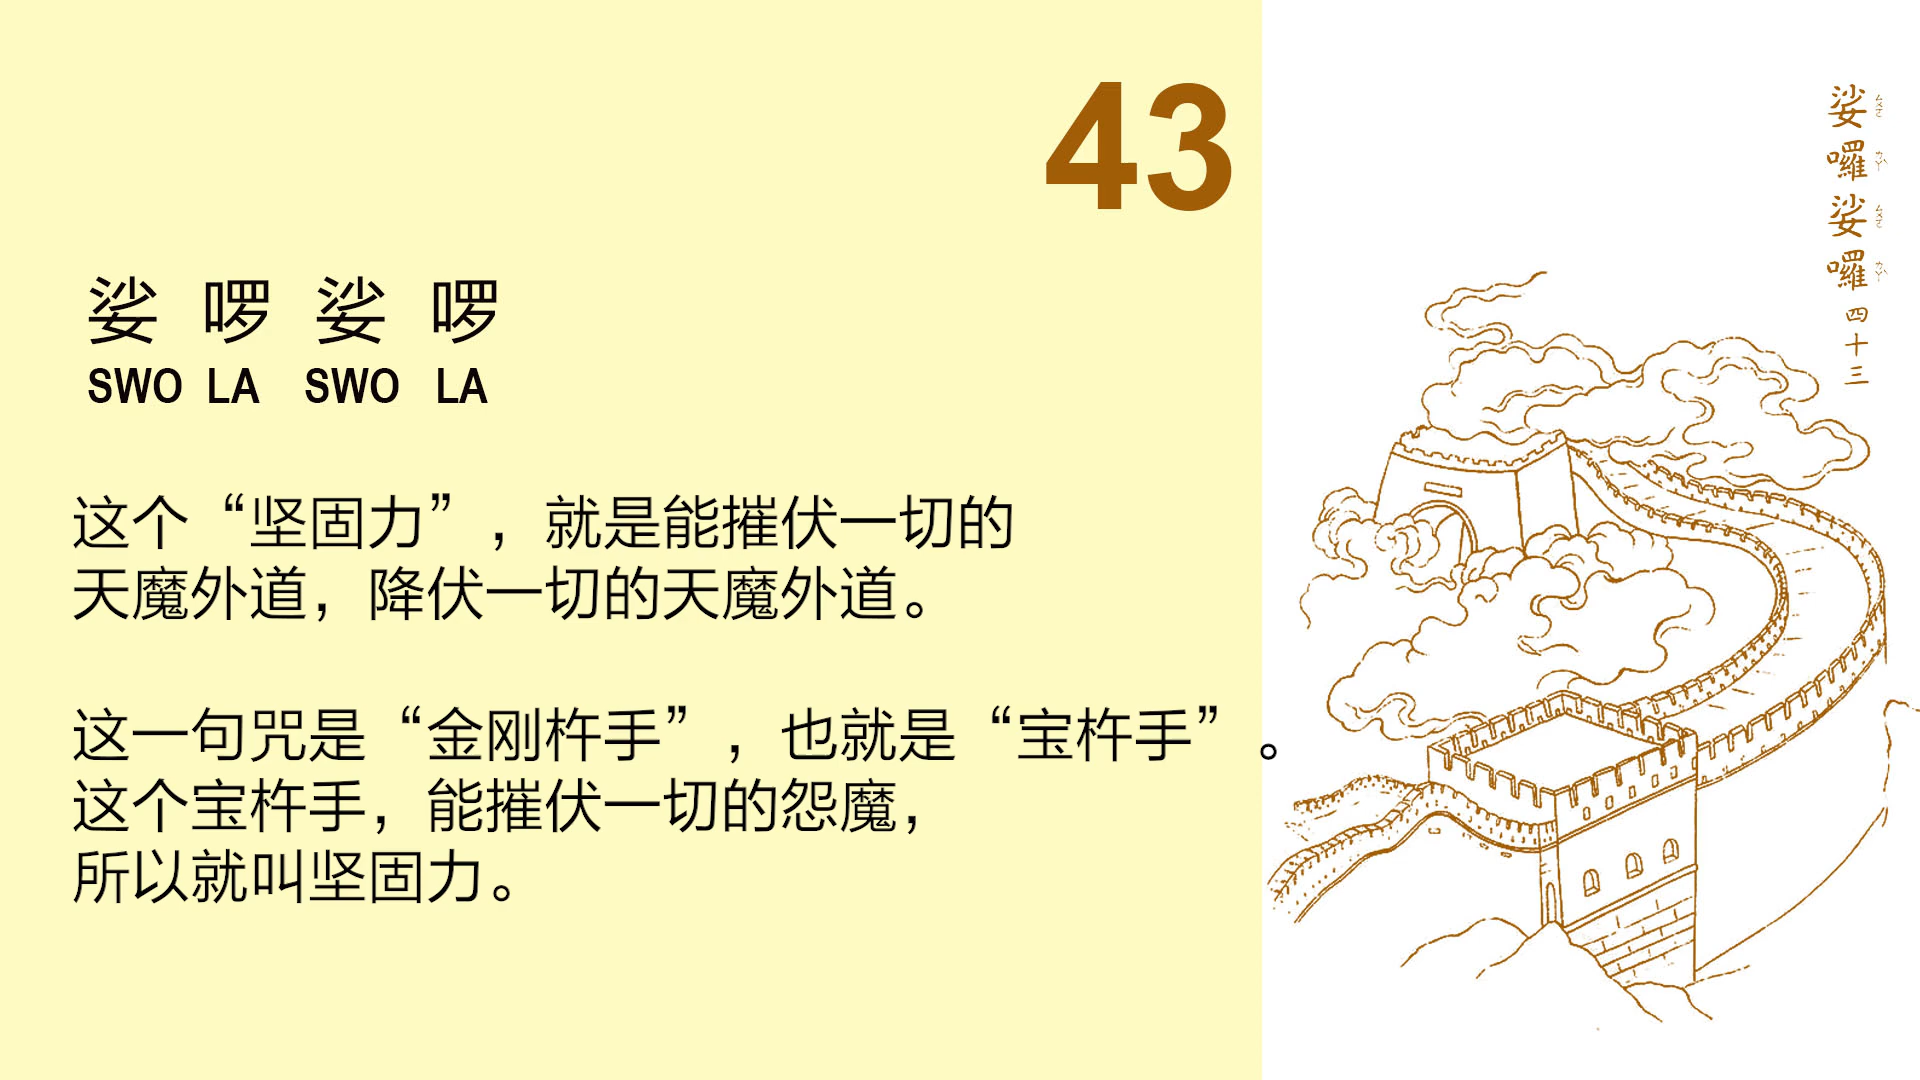 43
娑 啰 娑 啰
SWO LA SWO LA
这个“坚固力”，就是能摧伏一切的
天魔外道，降伏一切的天魔外道。
这一句咒是“金刚杵手”，也就是“宝杵手”。
这个宝杵手，能摧伏一切的怨魔，
所以就叫坚固力。
娑囉娑囉四十三